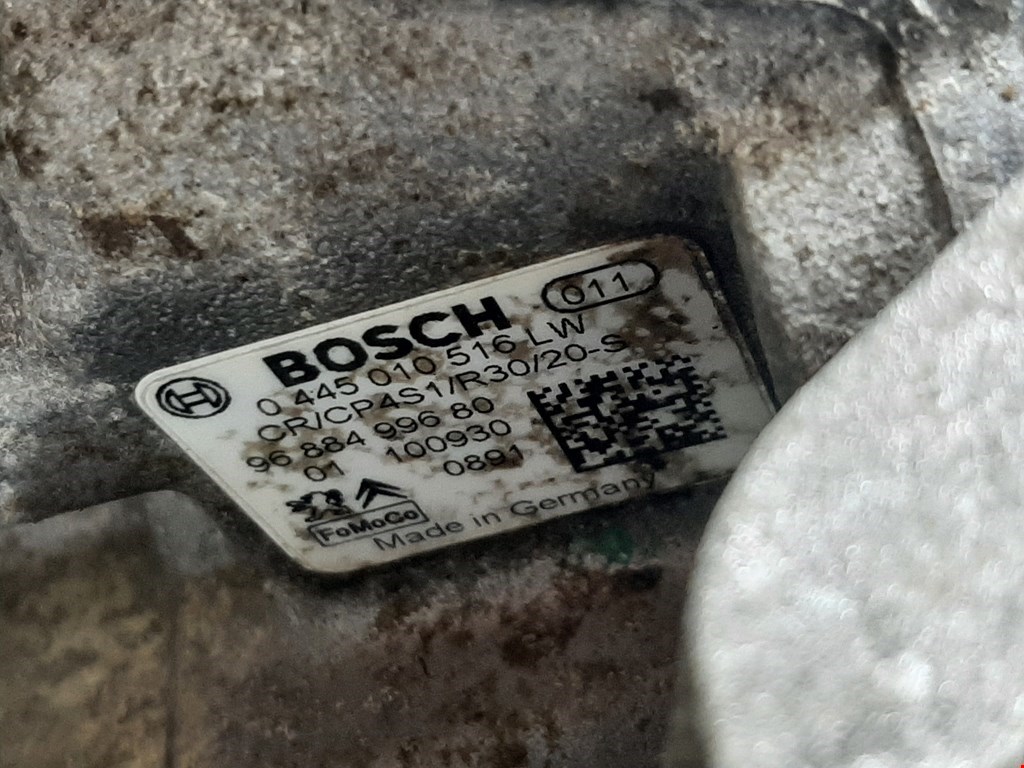 BOSCH 011
0 445 010 516 LW
CR/CP4S1/R30/20-S
96 884 996 80
01 100930
0891
FoMoCo
Made in Germany